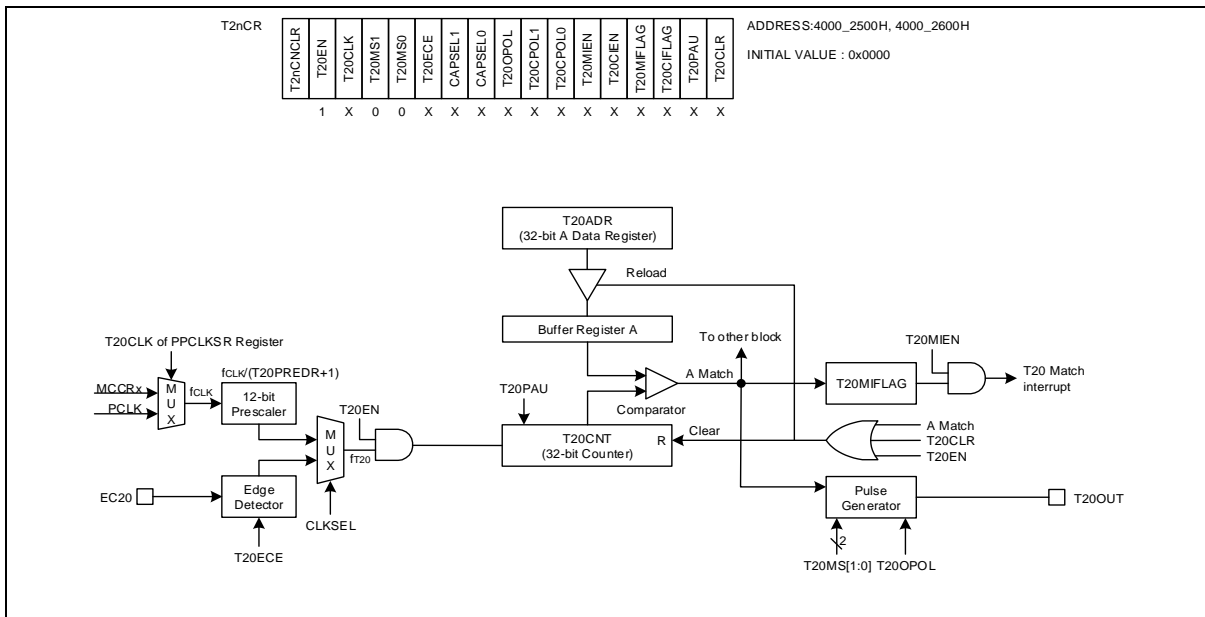 T2nCR
T2nCNCLR
T20EN
T20CLK
T20MS1
T20MS0
T20ECE
CAPSEL1
CAPSEL0
T20OPOL
T20CPOL1
T20CPOL0
T20MIEN
T20CIEN
T20MIFLAG
T20CIFLAG
T20PAU
T20CLR
ADDRESS:4000_2500H, 4000_2600H
INITIAL VALUE : 0x0000
1 X 0 0 X X X X X X X X X X X X
T20ADR
(32-bit A Data Register)
Reload
Buffer Register A
To other block
T20CLK of PPCLKSR Register
MCCRx
PCLK
MUX
fCLK
fCLK/(T20PREDR+1)
12-bit
Prescaler
T20EN
MUX
fT20
EC20
Edge
Detector
T20ECE
CLKSEL
T20PAU
Comparator
A Match
T20CNT
(32-bit Counter)
R
Clear
T20MIEN
T20MIFLAG
T20 Match
interrupt
A Match
T20CLR
T20EN
Pulse
Generator
T20OUT
2
T20MS[1:0] T20OPOL